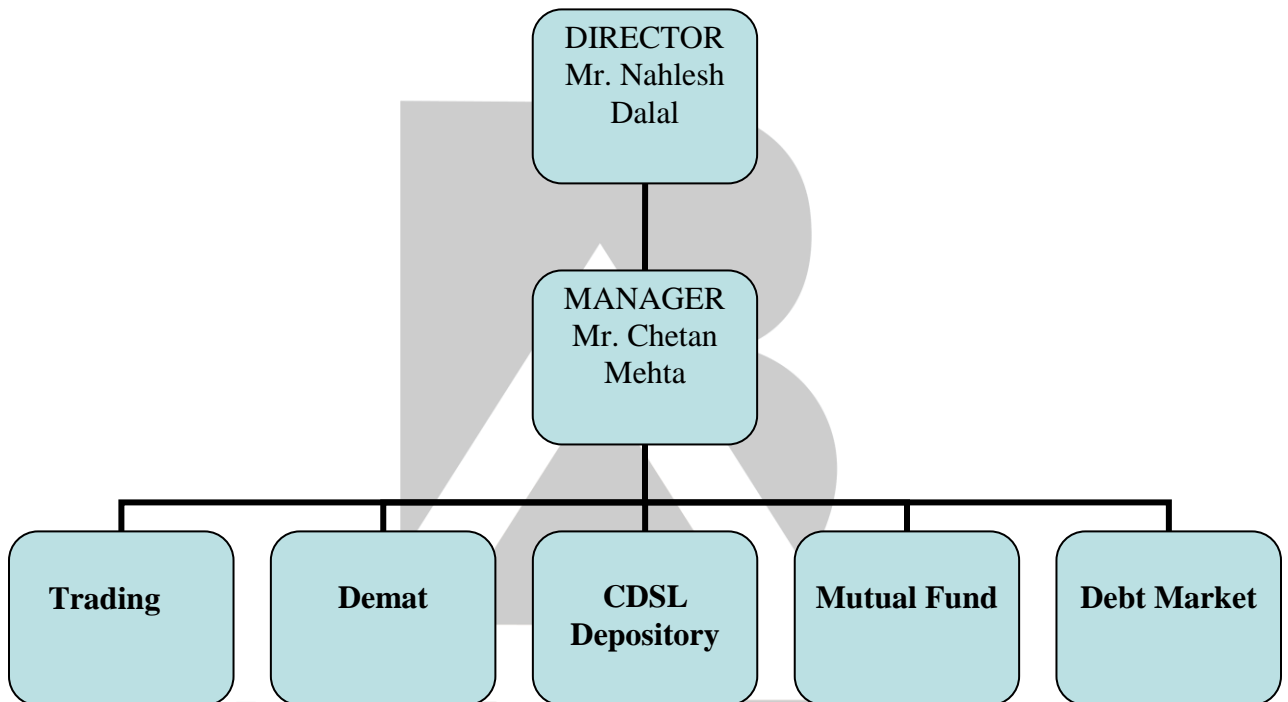 DIRECTOR
Mr. Nahlesh
Dalal
MANAGER
Mr. Chetan
Mehta
Trading
Demat
CDSL
Depository
Mutual Fund
Debt Market